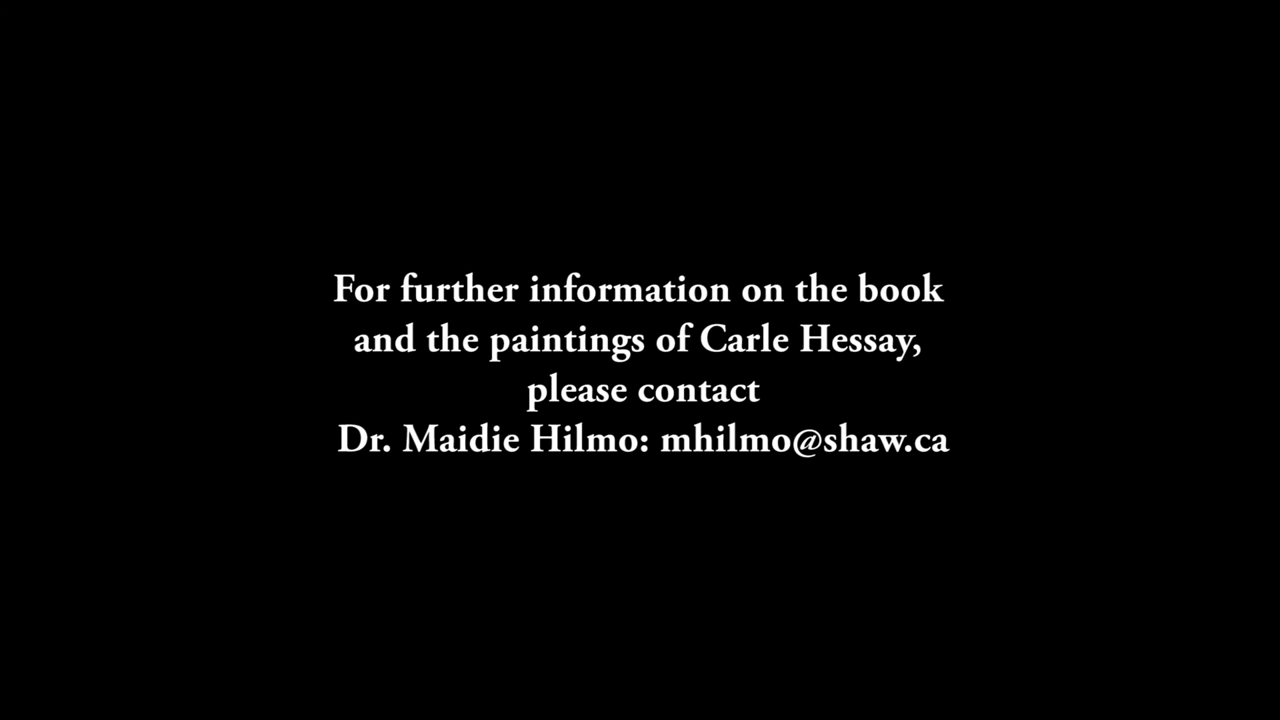 For further information on the book
and the paintings of Carle Hessay,
please contact
Dr. Maidie Hilmo: mhilmo@shaw.ca